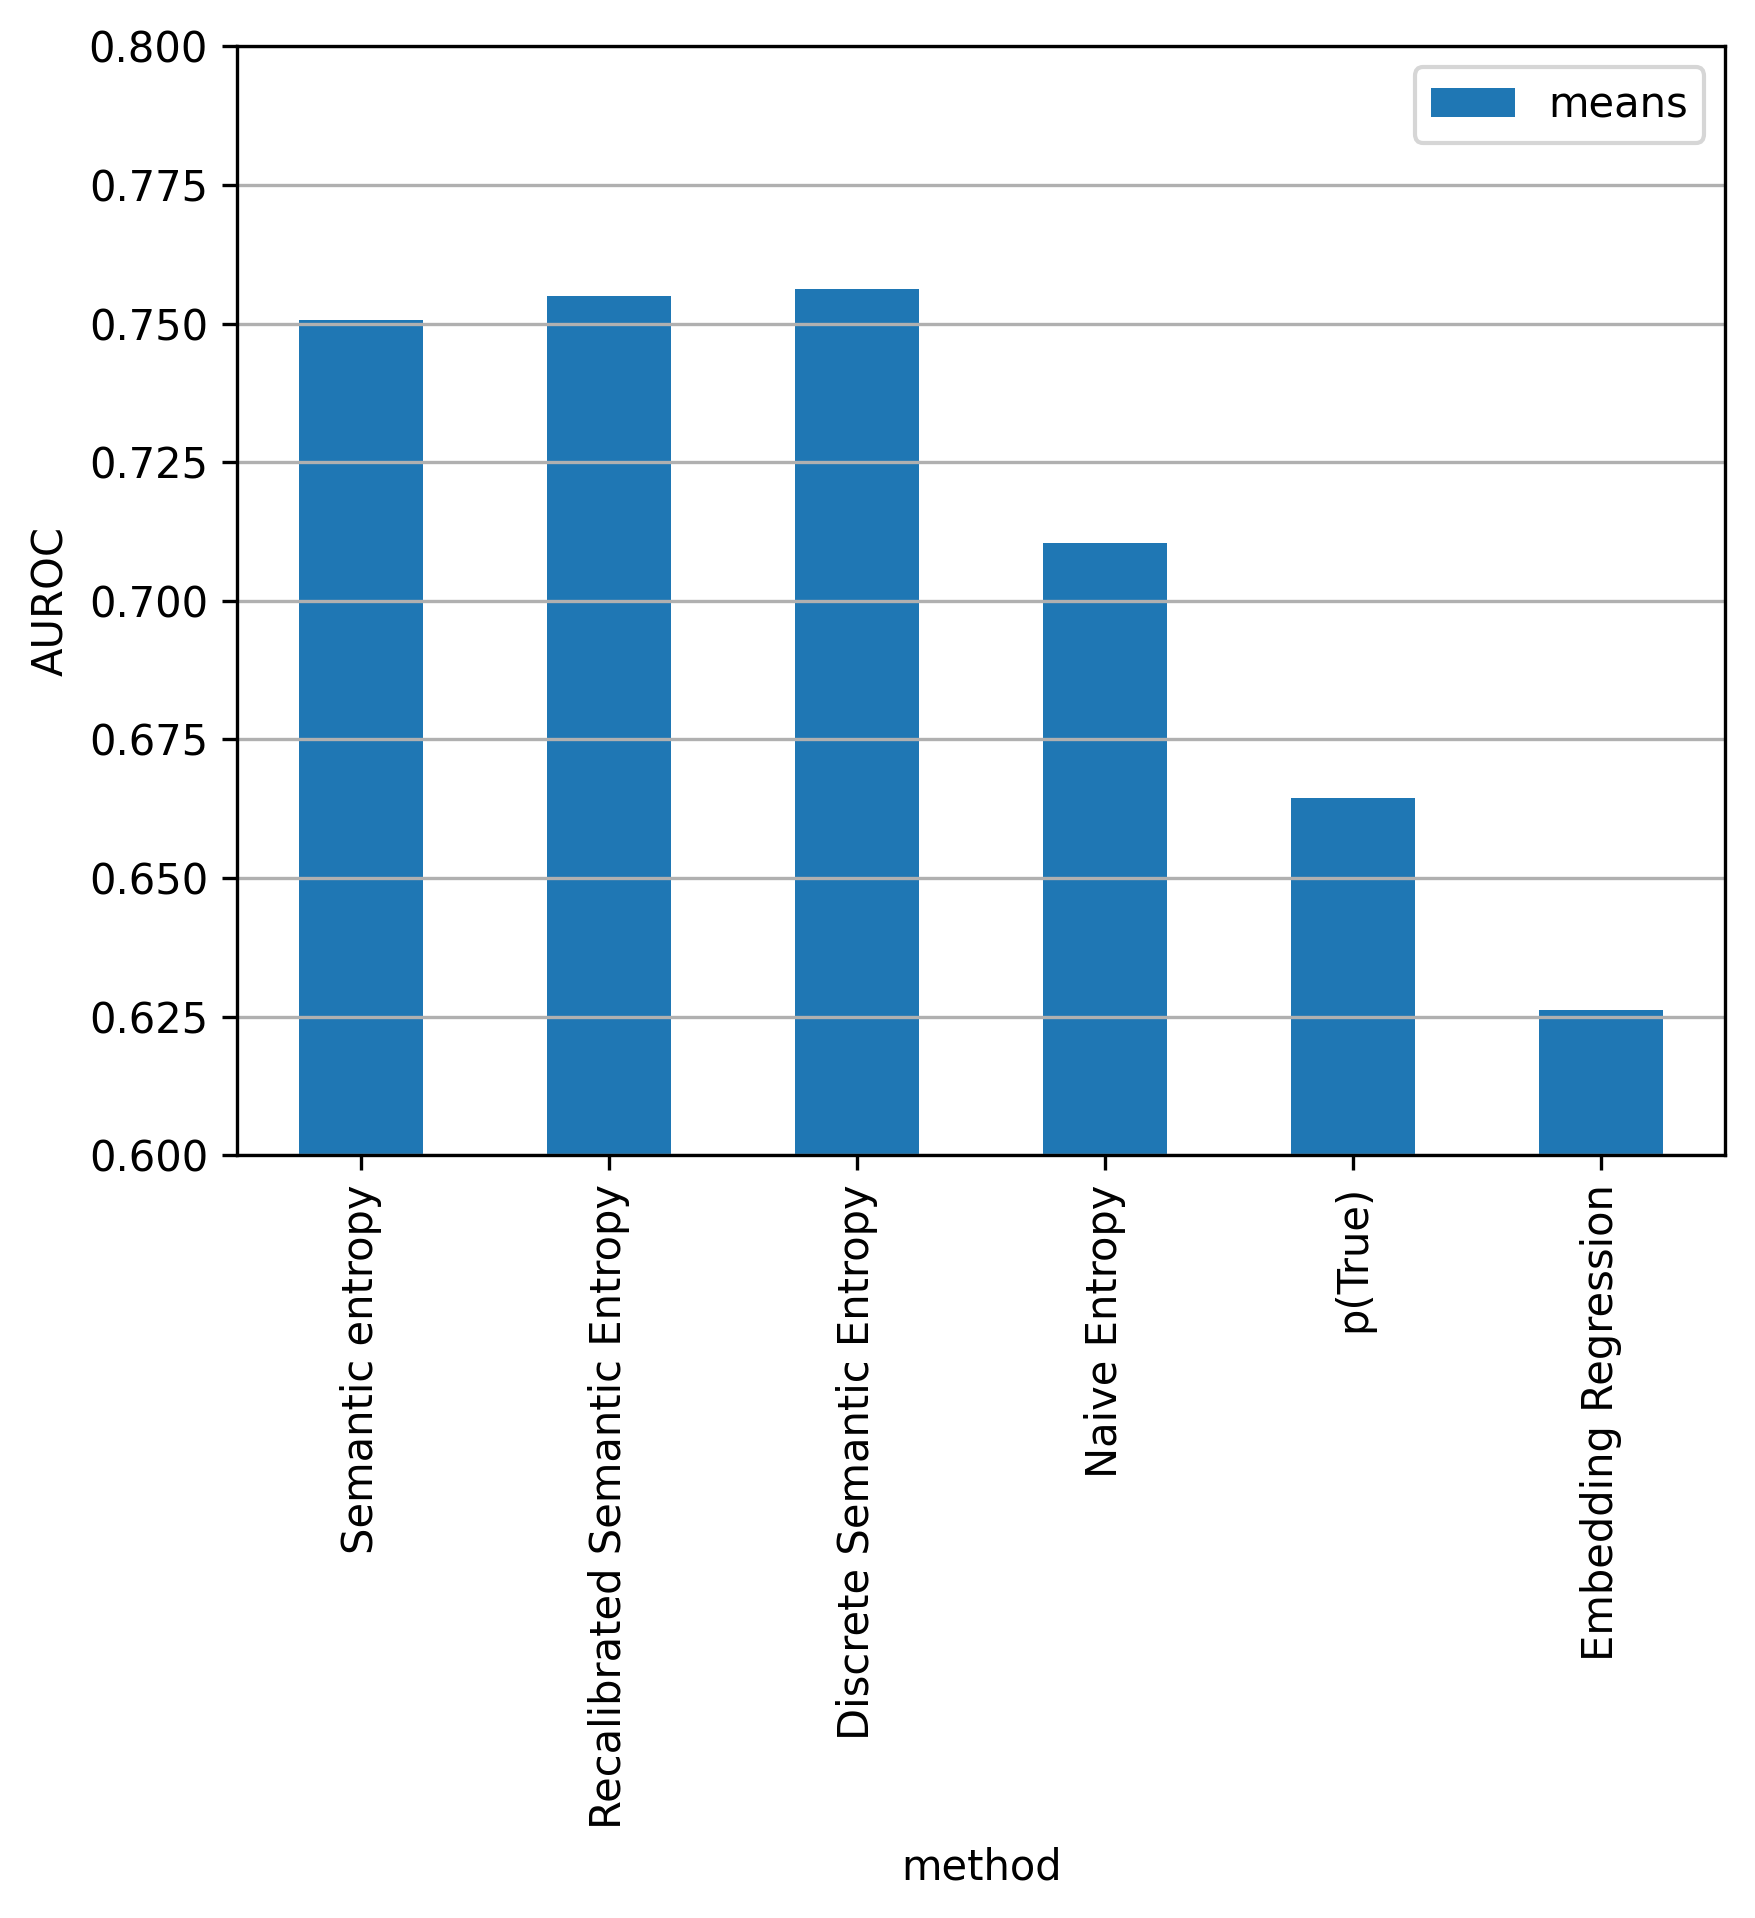 0.800
0.775
0.750
0.725
0.700
0.675
0.650
0.625
0.600
AUROC
means
Semantic entropy
Recalibrated Semantic Entropy
Discrete Semantic Entropy
Naive Entropy
p(True)
Embedding Regression
method